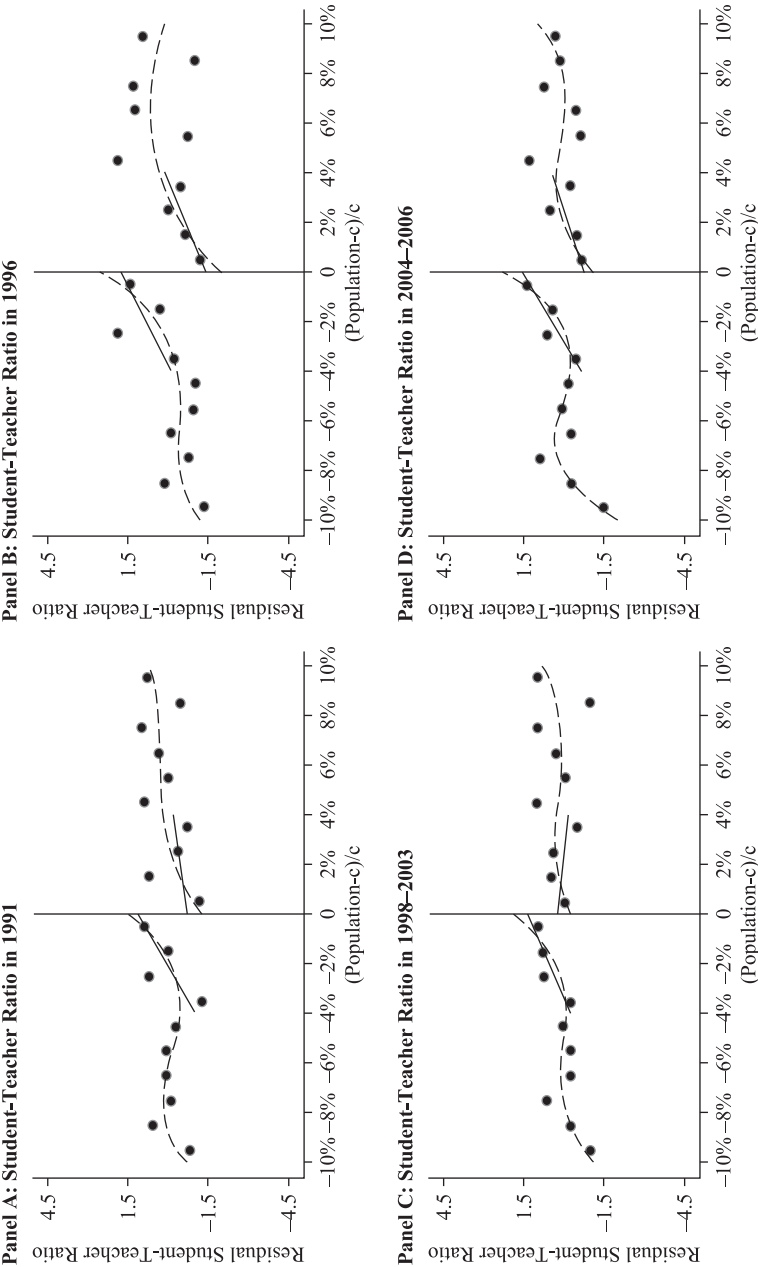 Panel A: Student-Teacher Ratio in 1991
Residual Student-Teacher Ratio
4.5
1.5
−1.5
−4.5
−10% −8% −6% −4% −2% 0 2% 4% 6% 8% 10%
(Population-c)/c
Panel B: Student-Teacher Ratio in 1996
Residual Student-Teacher Ratio
4.5
1.5
−1.5
−4.5
−10% −8% −6% −4% −2% 0 2% 4% 6% 8% 10%
(Population-c)/c
Panel C: Student-Teacher Ratio in 1998–2003
Residual Student-Teacher Ratio
4.5
1.5
−1.5
−4.5
−10% −8% −6% −4% −2% 0 2% 4% 6% 8% 10%
(Population-c)/c
Panel D: Student-Teacher Ratio in 2004–2006
Residual Student-Teacher Ratio
4.5
1.5
−1.5
−4.5
−10% −8% −6% −4% −2% 0 2% 4% 6% 8% 10%
(Population-c)/c